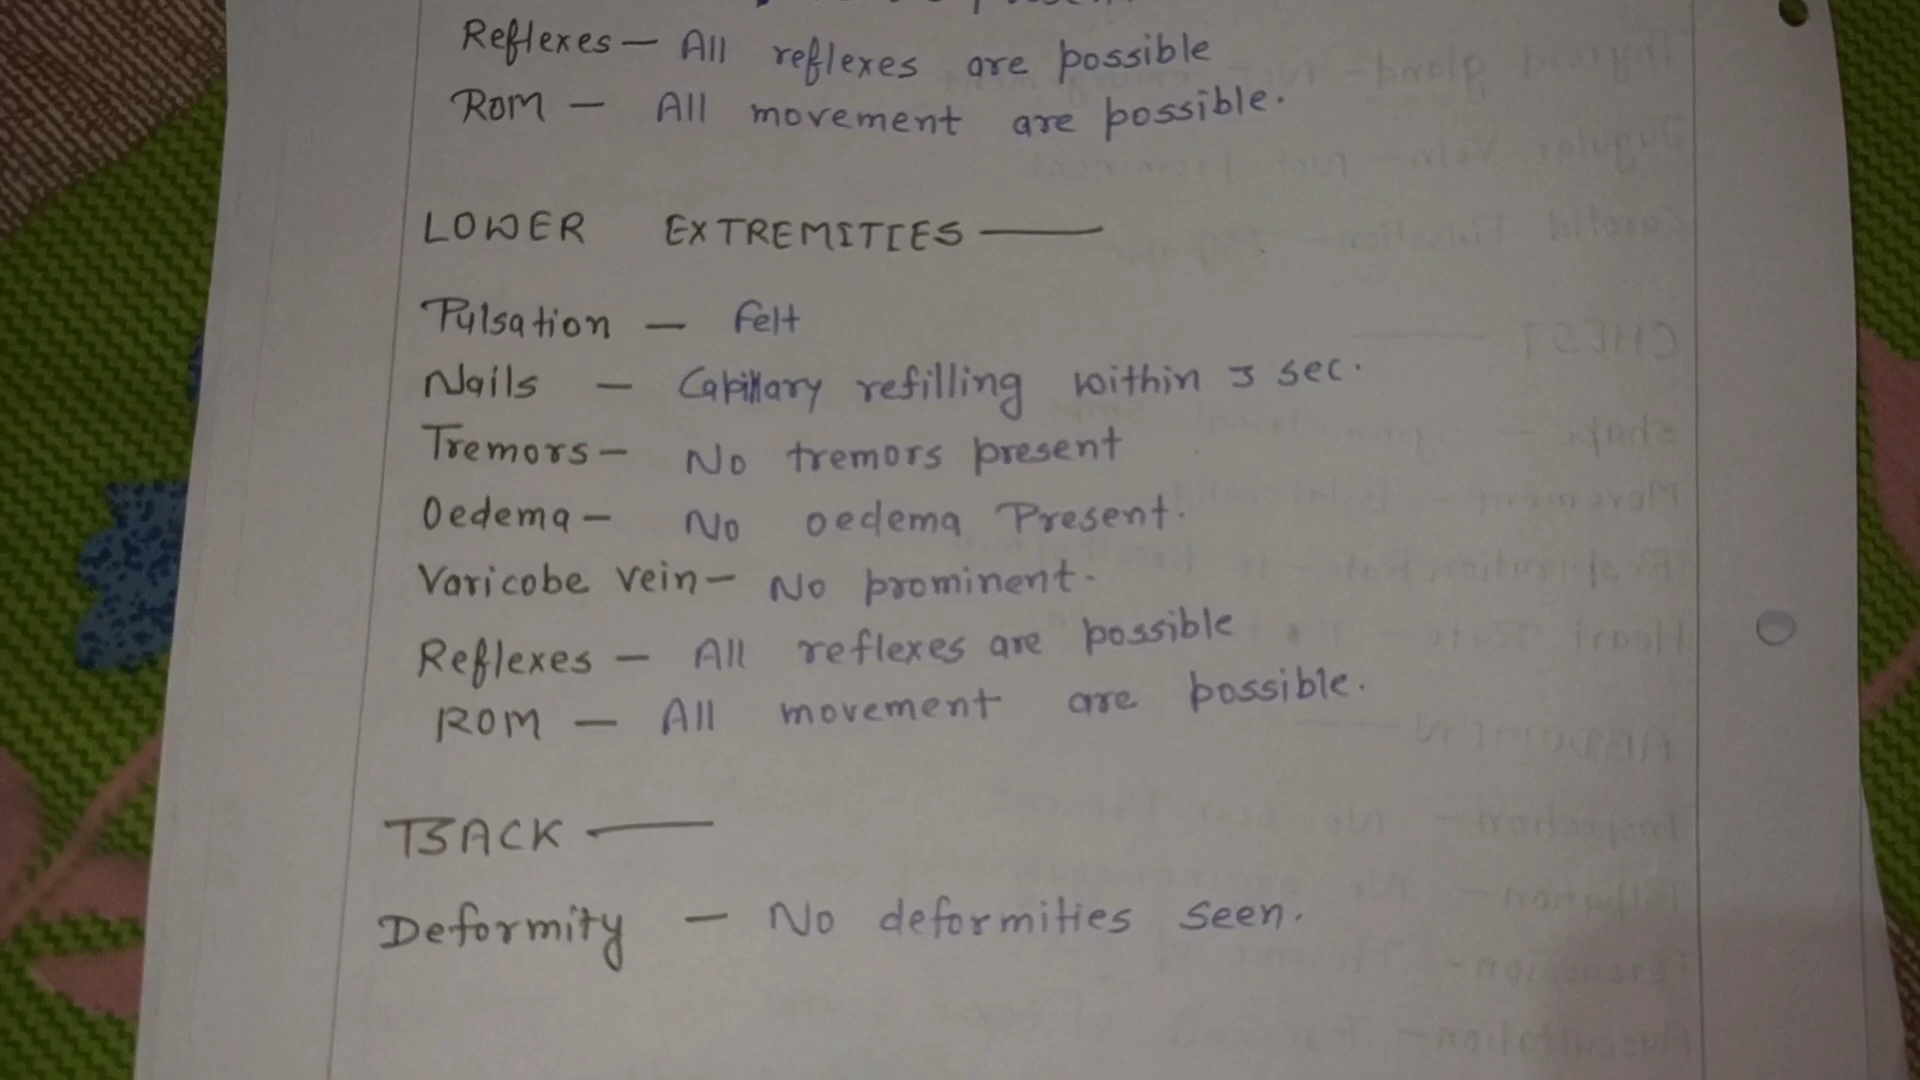 Reflexes — All reflexes are possible
ROM — All movement are possible.
LOWER EXTREMITIES —
Pulsation — Felt
Nails — Capillary refilling within 3 sec.
Tremors — No tremors present
Oedema — No oedema Present.
Varicobe vein — No prominent.
Reflexes — All reflexes are possible
ROM — All movement are possible.
BACK —
Deformity — No deformities seen.